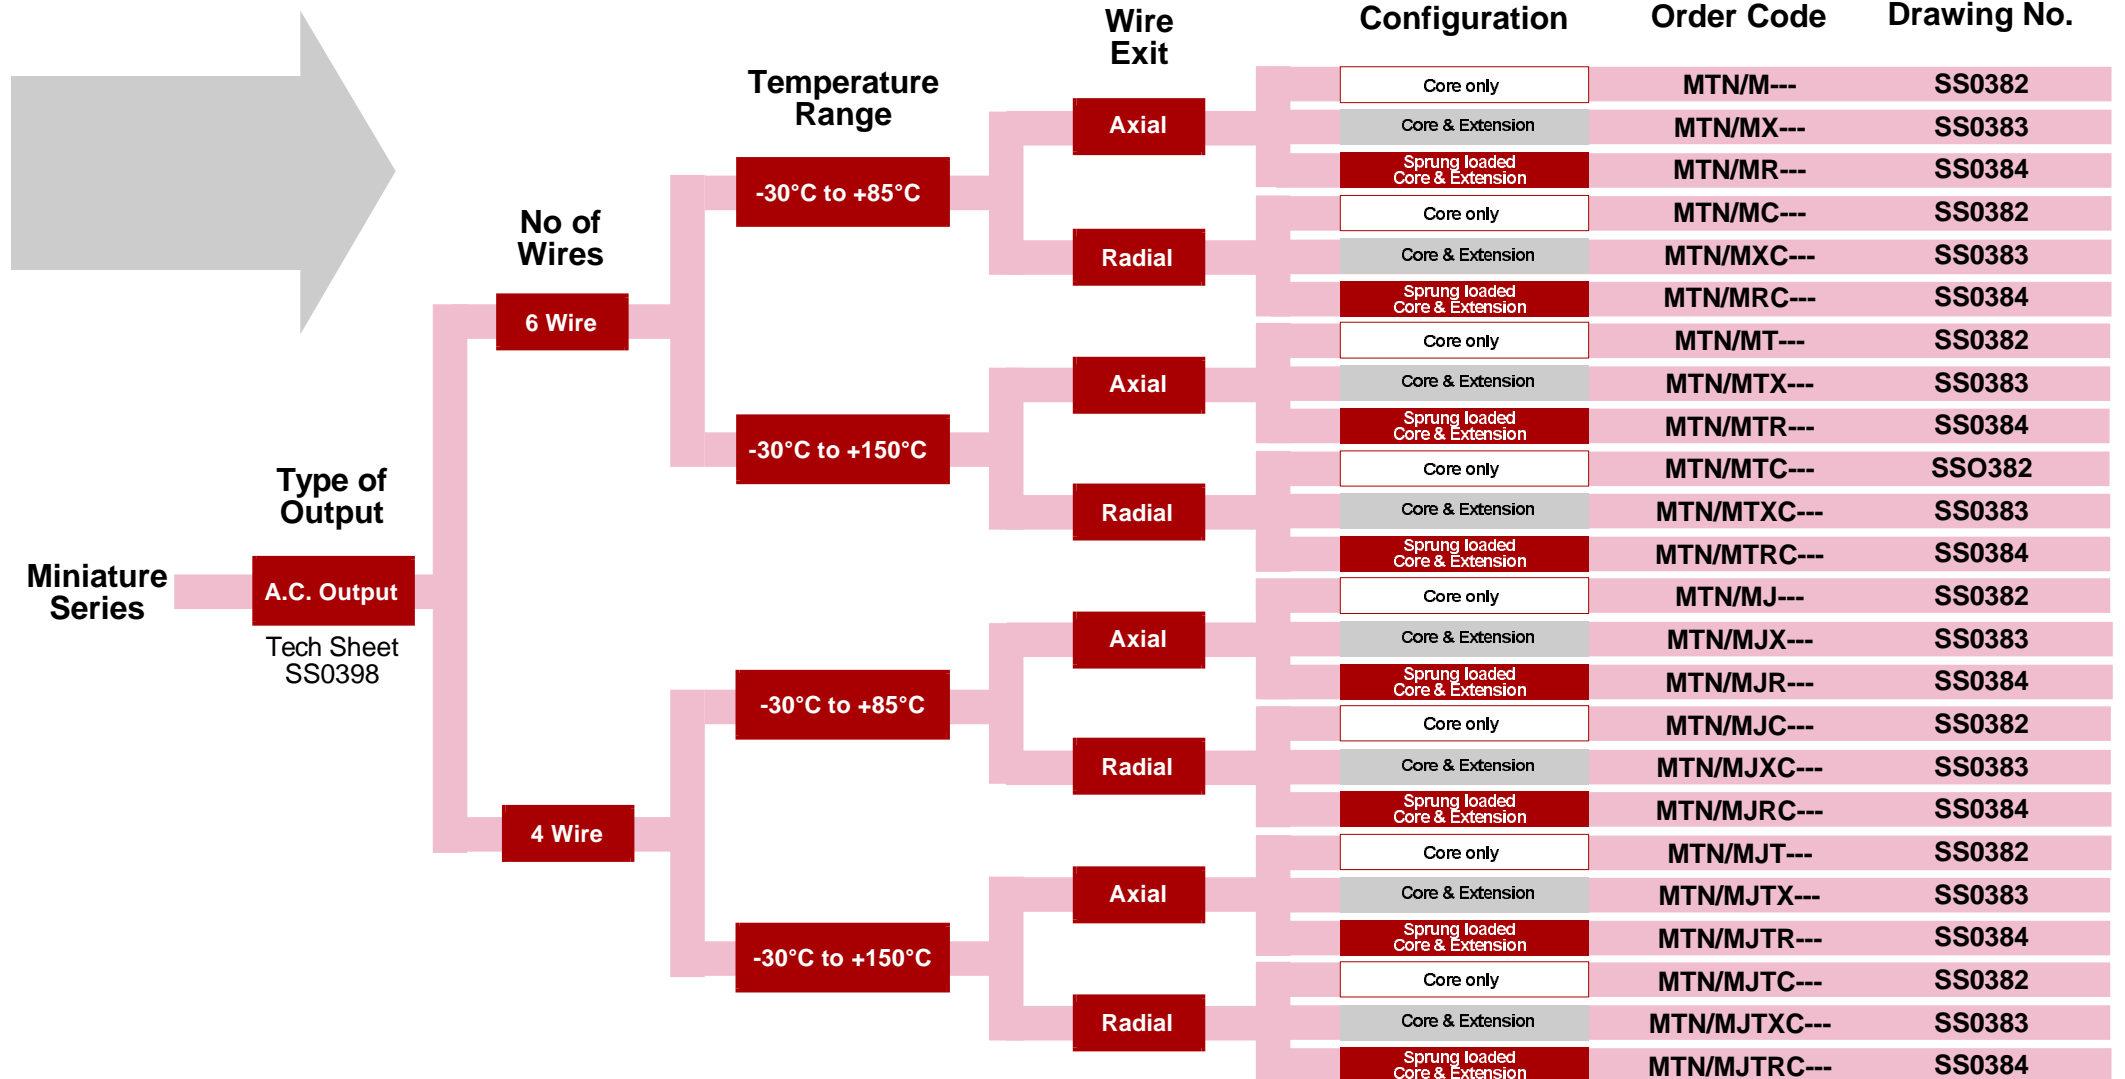 Wire
Exit
Configuration
Order Code
Drawing No.
Temperature
Range
No of
Wires
Type of
Output
Miniature
Series
A.C. Output
Tech Sheet
SS0398
6 Wire
4 Wire
-30°C to +85°C
-30°C to +150°C
-30°C to +85°C
-30°C to +150°C
Axial
Radial
Axial
Radial
Axial
Radial
Axial
Radial
Core only MTN/M--- SS0382
Core & Extension MTN/MX--- SS0383
Sprung loaded
Core & Extension MTN/MR--- SS0384
Core only MTN/MC--- SS0382
Core & Extension MTN/MXC--- SS0383
Sprung loaded
Core & Extension MTN/MRC--- SS0384
Core only MTN/MT--- SS0382
Core & Extension MTN/MTX--- SS0383
Sprung loaded
Core & Extension MTN/MTR--- SS0384
Core only MTN/MTC--- SSO382
Core & Extension MTN/MTXC--- SS0383
Sprung loaded
Core & Extension MTN/MTRC--- SS0384
Core only MTN/MJ--- SS0382
Core & Extension MTN/MJX--- SS0383
Sprung loaded
Core & Extension MTN/MJR--- SS0384
Core only MTN/MJC--- SS0382
Core & Extension MTN/MJXC--- SS0383
Sprung loaded
Core & Extension MTN/MJRC--- SS0384
Core only MTN/MJT--- SS0382
Core & Extension MTN/MJTX--- SS0383
Sprung loaded
Core & Extension MTN/MJTR--- SS0384
Core only MTN/MJTC--- SS0382
Core & Extension MTN/MJTXC--- SS0383
Sprung loaded
Core & Extension MTN/MJTRC--- SS0384